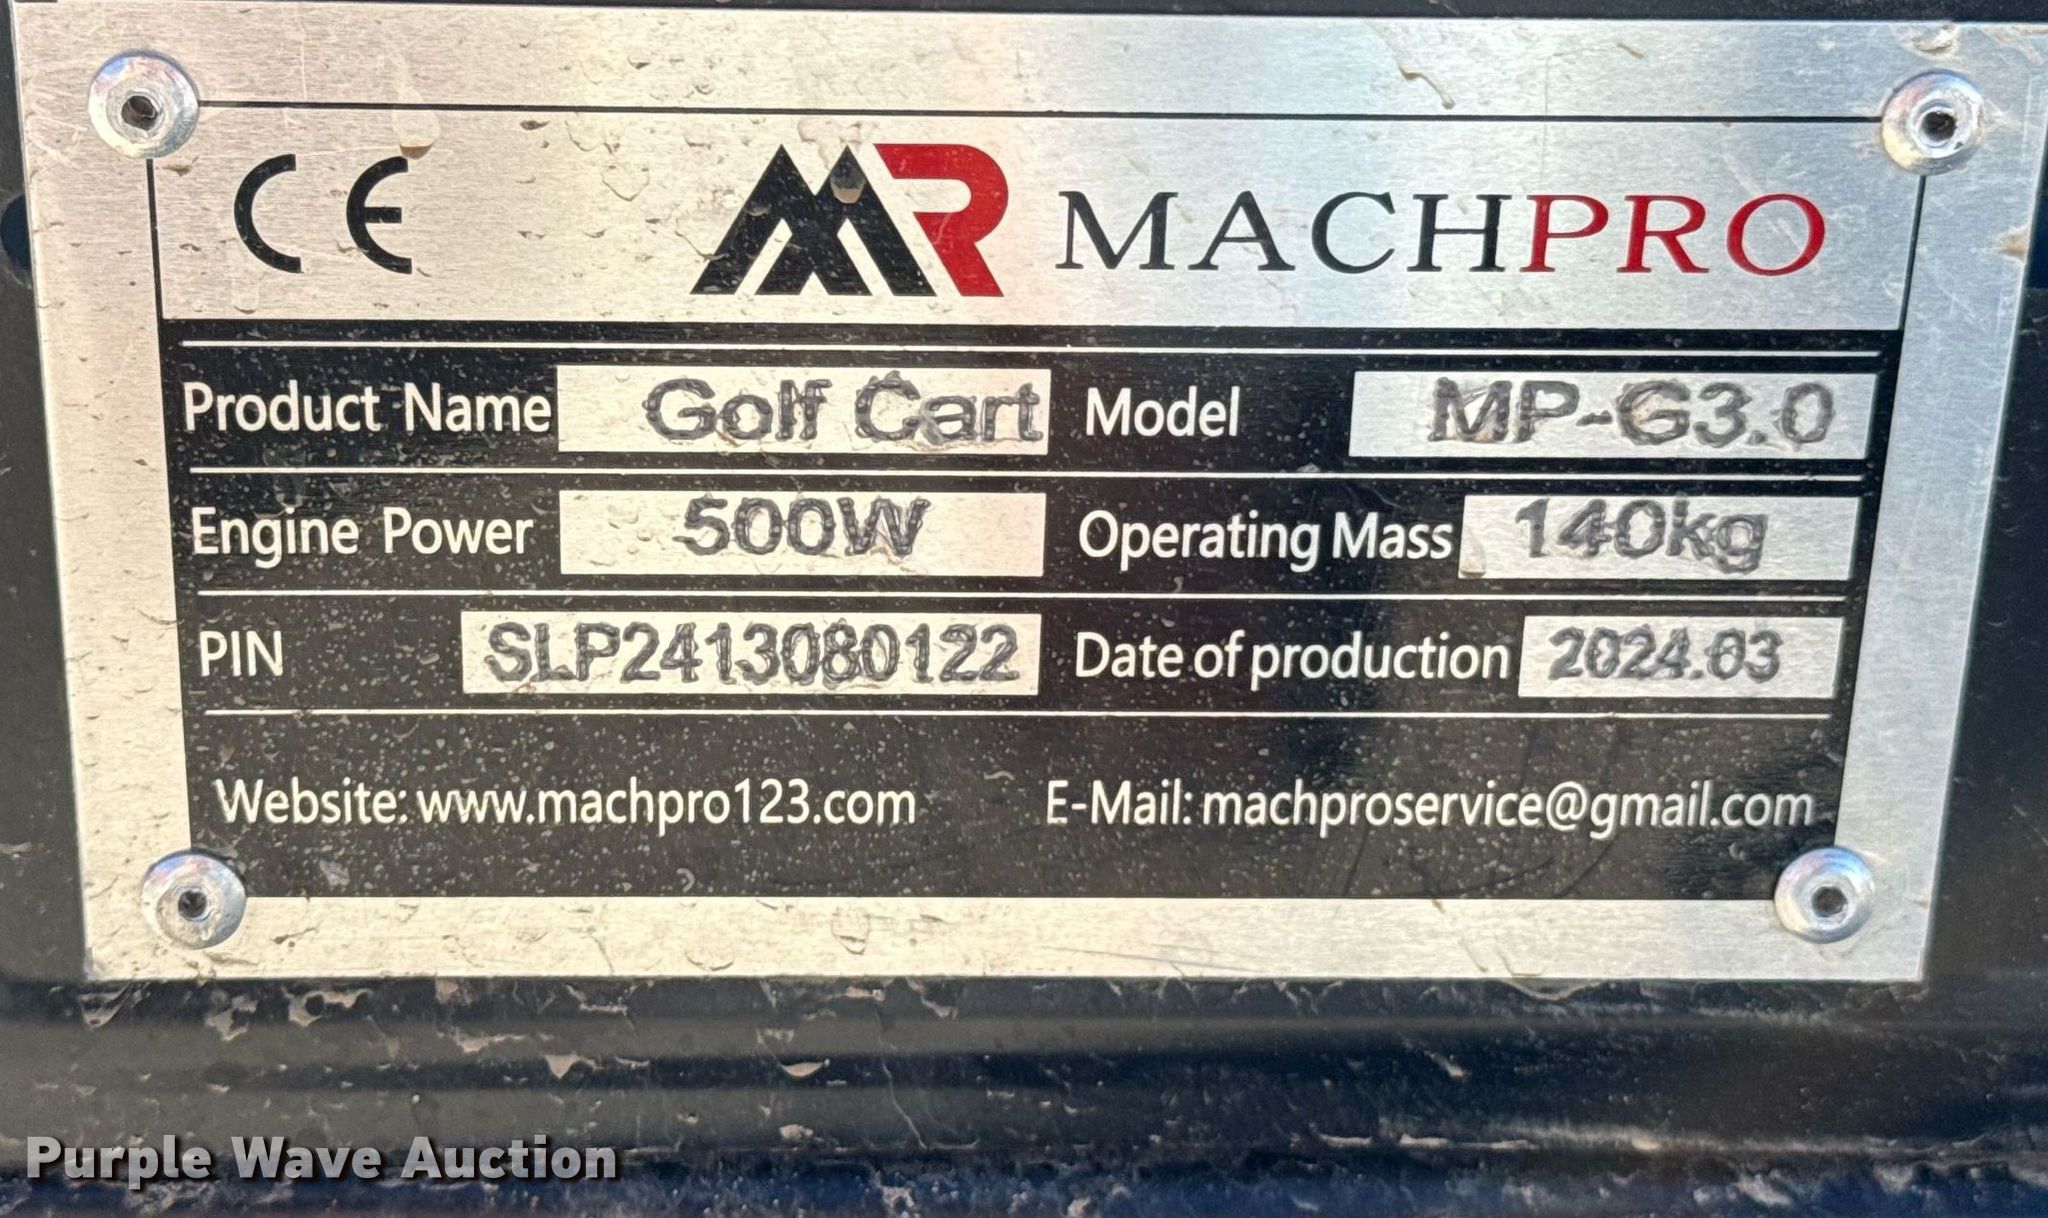 CE MR MACHPRO
Product Name Golf Cart Model MP-G3.0
Engine Power 500W Operating Mass 140kg
PIN SLP2413080122 Date of production 2024.03
Website: www.machpro123.com E-Mail: machproservice@gmail.com
Purple Wave Auction